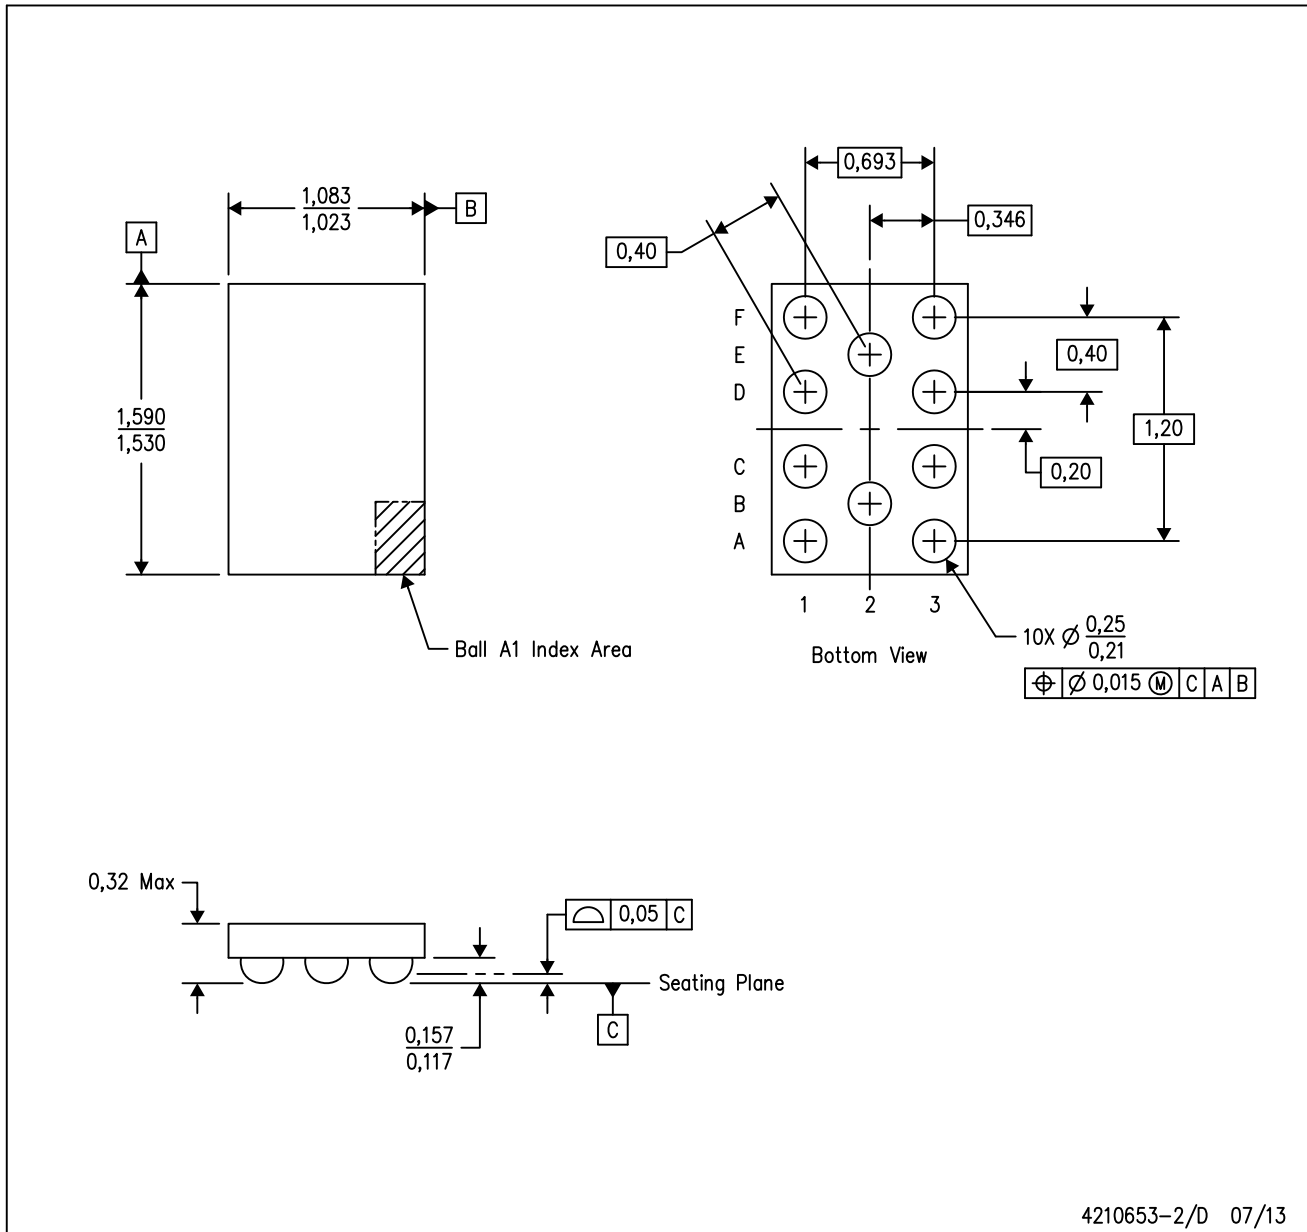 1,083
1,023
B
A
1,590
1,530
Ball A1 Index Area
0,693
0,346
0,40
F
E
D
C
B
A
0,40
1,20
0,20
1 2 3
Bottom View
10X Ø 0,25
0,21
⌖ Ø 0,015 Ⓜ C A B
0,32 Max
⌓ 0,05 C
Seating Plane
C
0,157
0,117
4210653-2/D 07/13